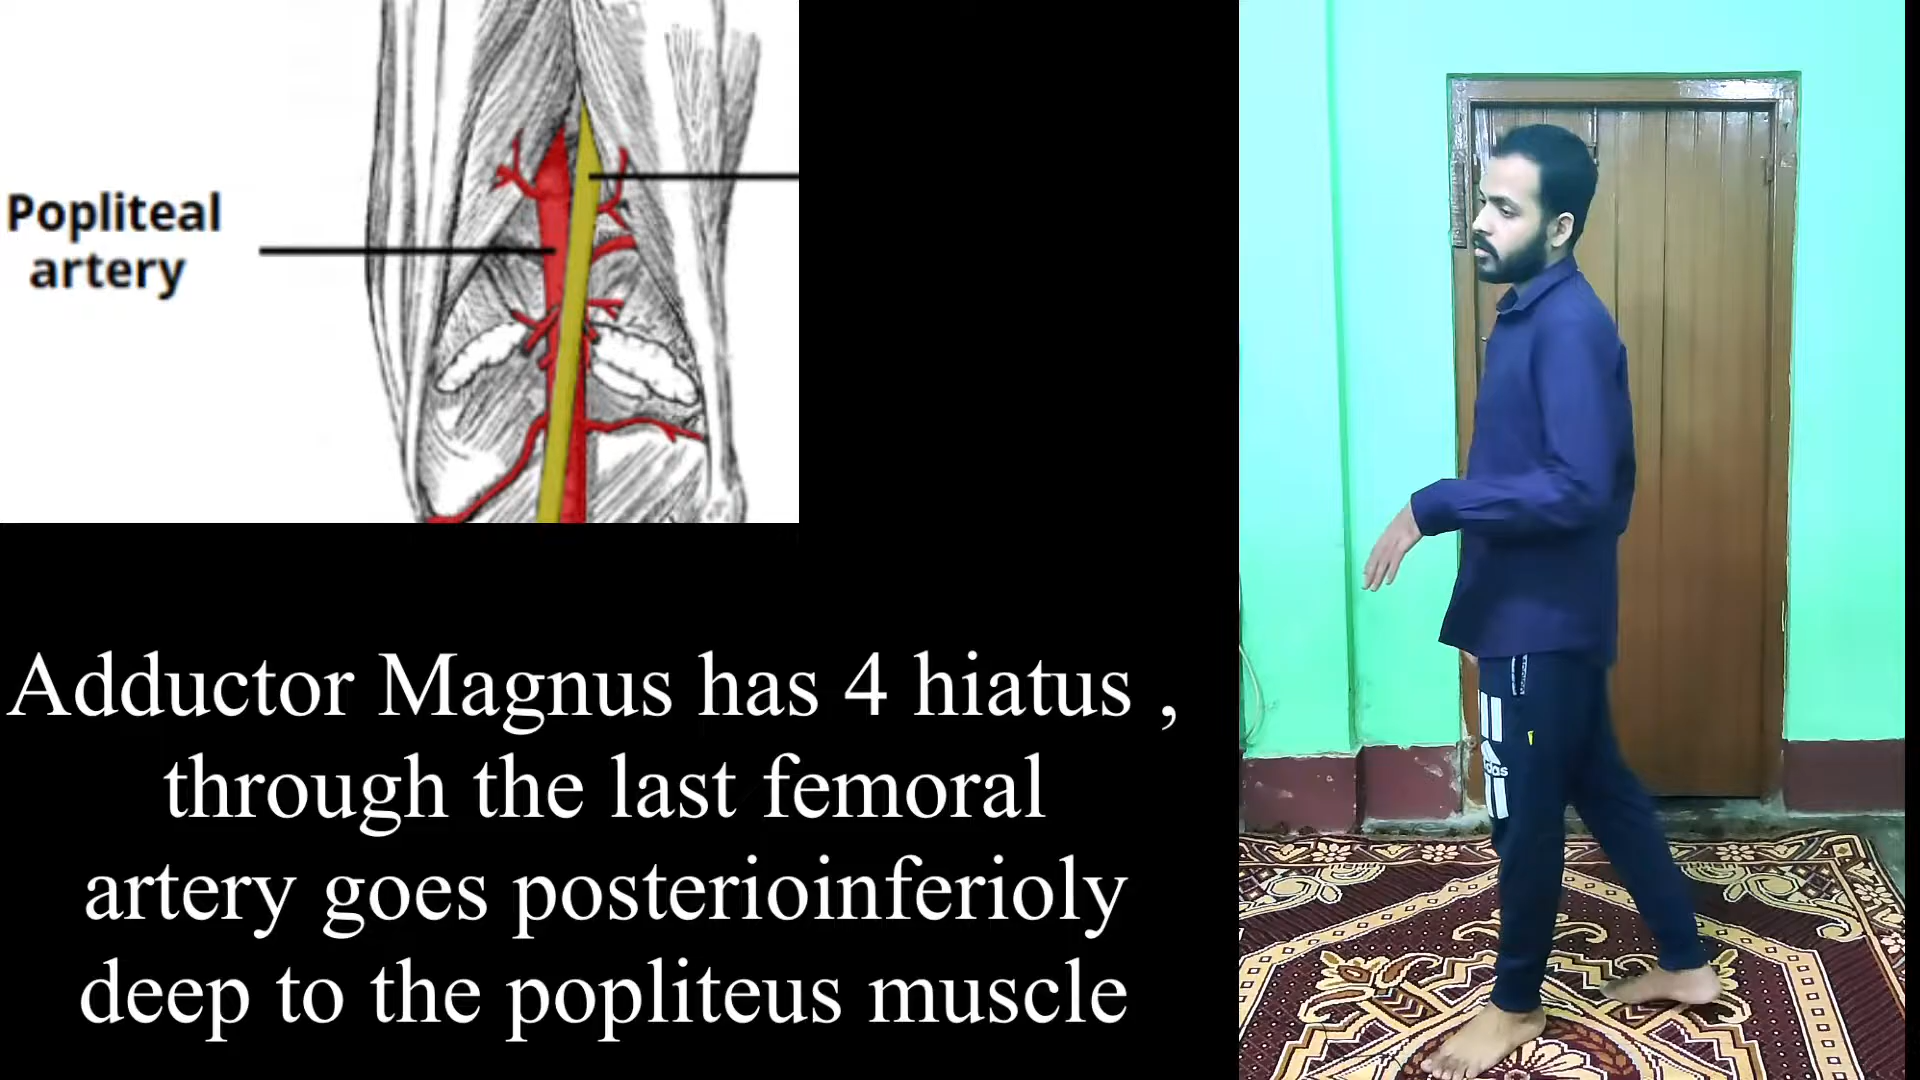 Popliteal
artery
Adductor Magnus has 4 hiatus ,
through the last femoral
artery goes posterioinferioly
deep to the popliteus muscle
das